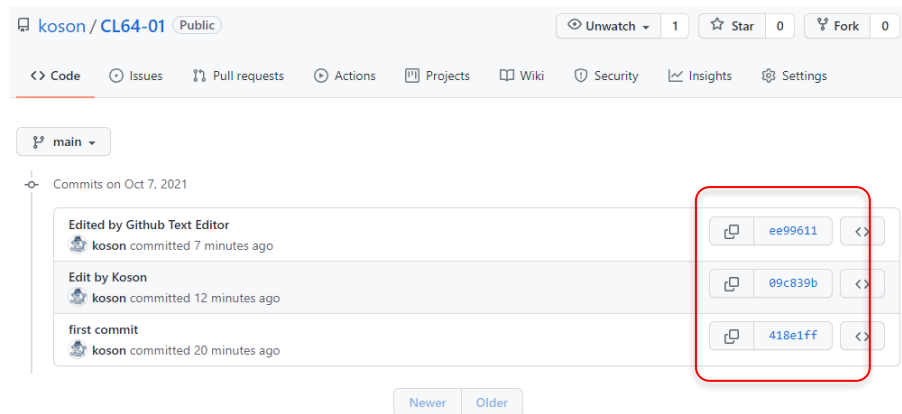 koson / CL64-01 Public Unwatch 1 Star 0 Fork 0
<> Code Issues Pull requests Actions Projects Wiki Security Insights Settings
main
Commits on Oct 7, 2021
Edited by Github Text Editor
koson committed 7 minutes ago ee99611 <>
Edit by Koson
koson committed 12 minutes ago 09c839b <>
first commit
koson committed 20 minutes ago 418e1ff <>
Newer Older